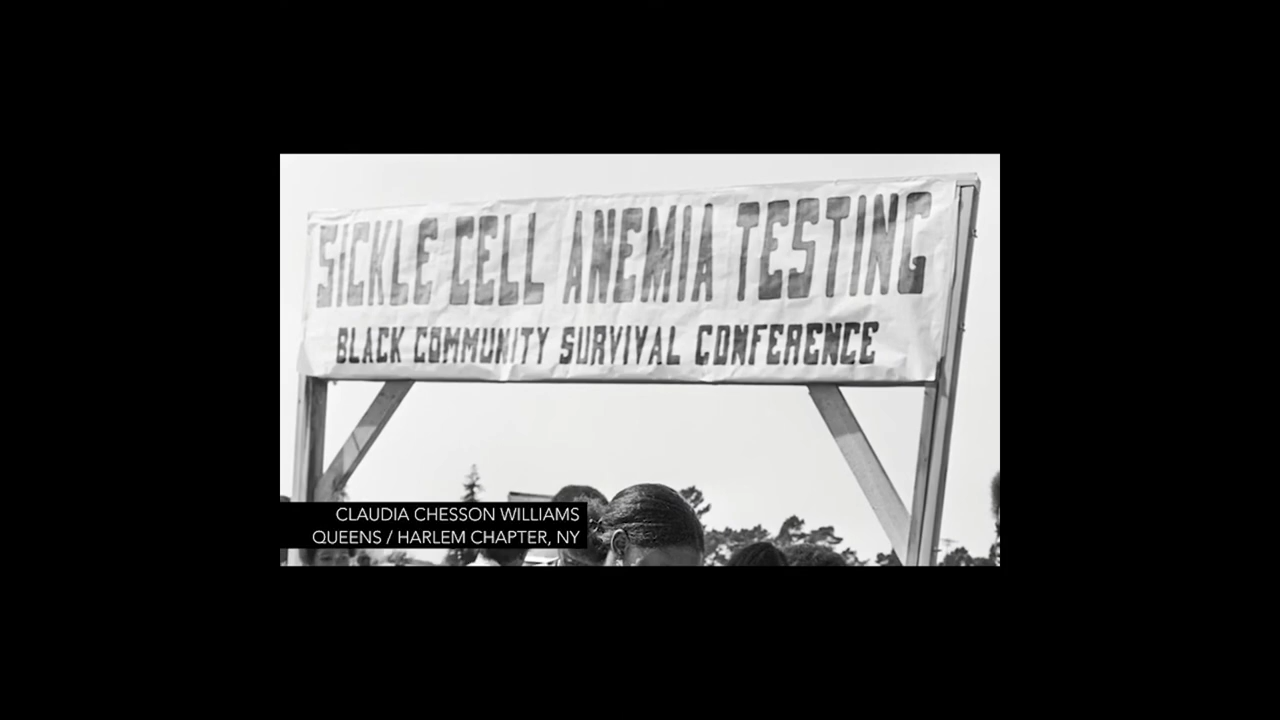 SICKLE CELL ANEMIA TESTING
BLACK COMMUNITY SURVIVAL CONFERENCE
CLAUDIA CHESSON WILLIAMS
QUEENS / HARLEM CHAPTER, NY